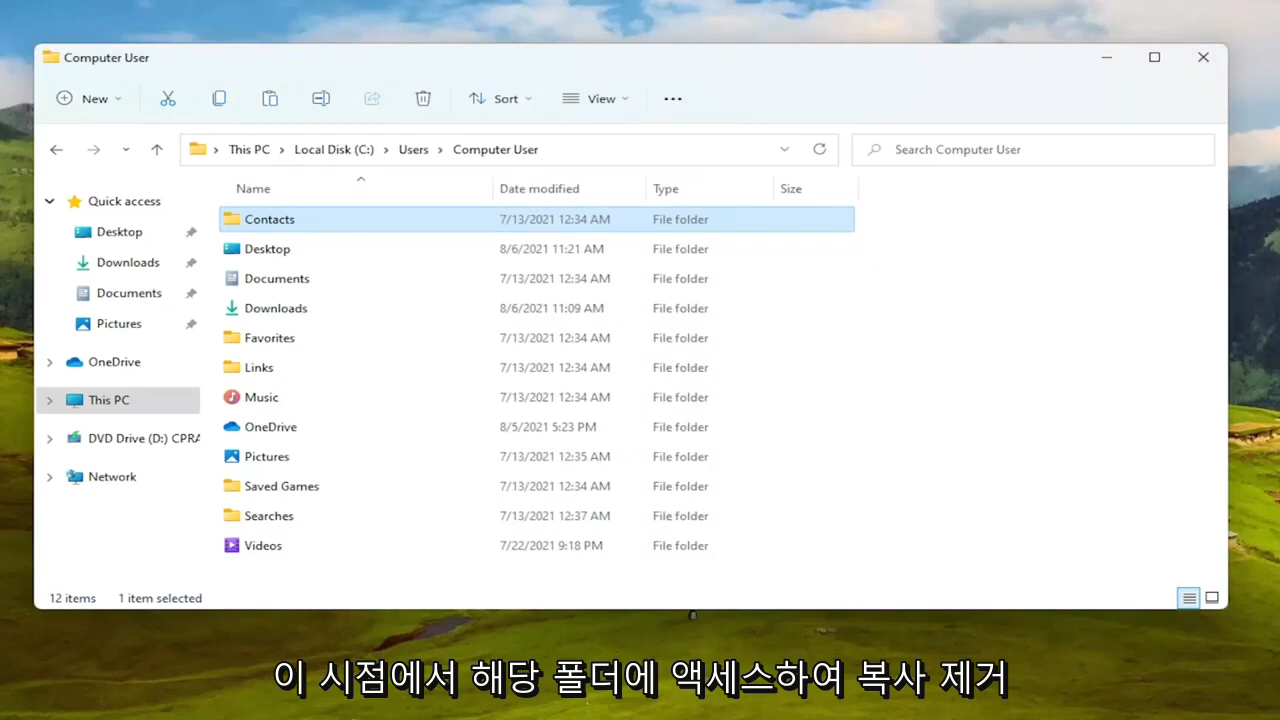 Computer User
New
Sort
View
This PC > Local Disk (C:) > Users > Computer User
Search Computer User
Name Date modified Type Size
Quick access
Desktop
Downloads
Documents
Pictures
OneDrive
This PC
DVD Drive (D:) CPRA
Network
Contacts 7/13/2021 12:34 AM File folder
Desktop 8/6/2021 11:21 AM File folder
Documents 7/13/2021 12:34 AM File folder
Downloads 8/6/2021 11:09 AM File folder
Favorites 7/13/2021 12:34 AM File folder
Links 7/13/2021 12:34 AM File folder
Music 7/13/2021 12:34 AM File folder
OneDrive 8/5/2021 5:23 PM File folder
Pictures 7/13/2021 12:35 AM File folder
Saved Games 7/13/2021 12:34 AM File folder
Searches 7/13/2021 12:37 AM File folder
Videos 7/22/2021 9:18 PM File folder
12 items 1 item selected
이 시점에서 해당 폴더에 액세스하여 복사 제거